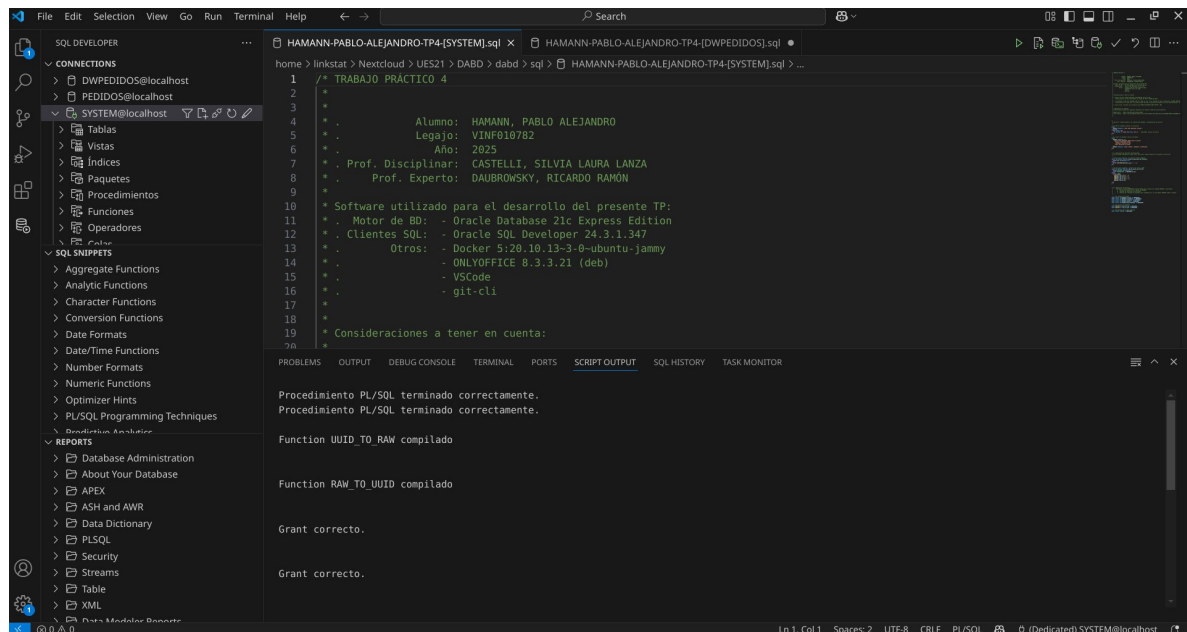 File Edit Selection View Go Run Terminal Help
Search
SQL DEVELOPER
CONNECTIONS
DWPEDIDOS@localhost
PEDIDOS@localhost
SYSTEM@localhost
Tablas
Vistas
Índices
Paquetes
Procedimientos
Funciones
Operadores
Colas
SQL SNIPPETS
Aggregate Functions
Analytic Functions
Character Functions
Conversion Functions
Date Formats
Date/Time Functions
Number Formats
Numeric Functions
Optimizer Hints
PL/SQL Programming Techniques
Predictive Analytics
REPORTS
Database Administration
About Your Database
APEX
ASH and AWR
Data Dictionary
PLSQL
Security
Streams
Table
XML
Data Modeler Reports
HAMANN-PABLO-ALEJANDRO-TP4-[SYSTEM].sql HAMANN-PABLO-ALEJANDRO-TP4-[DWPEDIDOS].sql
home > linkstat > Nextcloud > UES21 > DABD > dabd > sql > HAMANN-PABLO-ALEJANDRO-TP4-[SYSTEM].sql > ...
1 /* TRABAJO PRÁCTICO 4
2 *
3 *
4 * . Alumno: HAMANN, PABLO ALEJANDRO
5 * . Legajo: VINF010782
6 * . Año: 2025
7 * . Prof. Disciplinar: CASTELLI, SILVIA LAURA LANZA
8 * . Prof. Experto: DAUBROWSKY, RICARDO RAMÓN
9 *
10 * Software utilizado para el desarrollo del presente TP:
11 * . Motor de BD: - Oracle Database 21c Express Edition
12 * . Clientes SQL: - Oracle SQL Developer 24.3.1.347
13 * . Otros: - Docker 5:20.10.13~3-0~ubuntu-jammy
14 * . - ONLYOFFICE 8.3.3.21 (deb)
15 * . - VSCode
16 * . - git-cli
17 *
18 *
19 * Consideraciones a tener en cuenta:
20 *
PROBLEMS OUTPUT DEBUG CONSOLE TERMINAL PORTS SCRIPT OUTPUT SQL HISTORY TASK MONITOR
Procedimiento PL/SQL terminado correctamente.
Procedimiento PL/SQL terminado correctamente.
Function UUID_TO_RAW compilado
Function RAW_TO_UUID compilado
Grant correcto.
Grant correcto.
0 0 Ln 1, Col 1 Spaces: 2 UTF-8 CRLF PL/SQL (Dedicated) SYSTEM@localhost